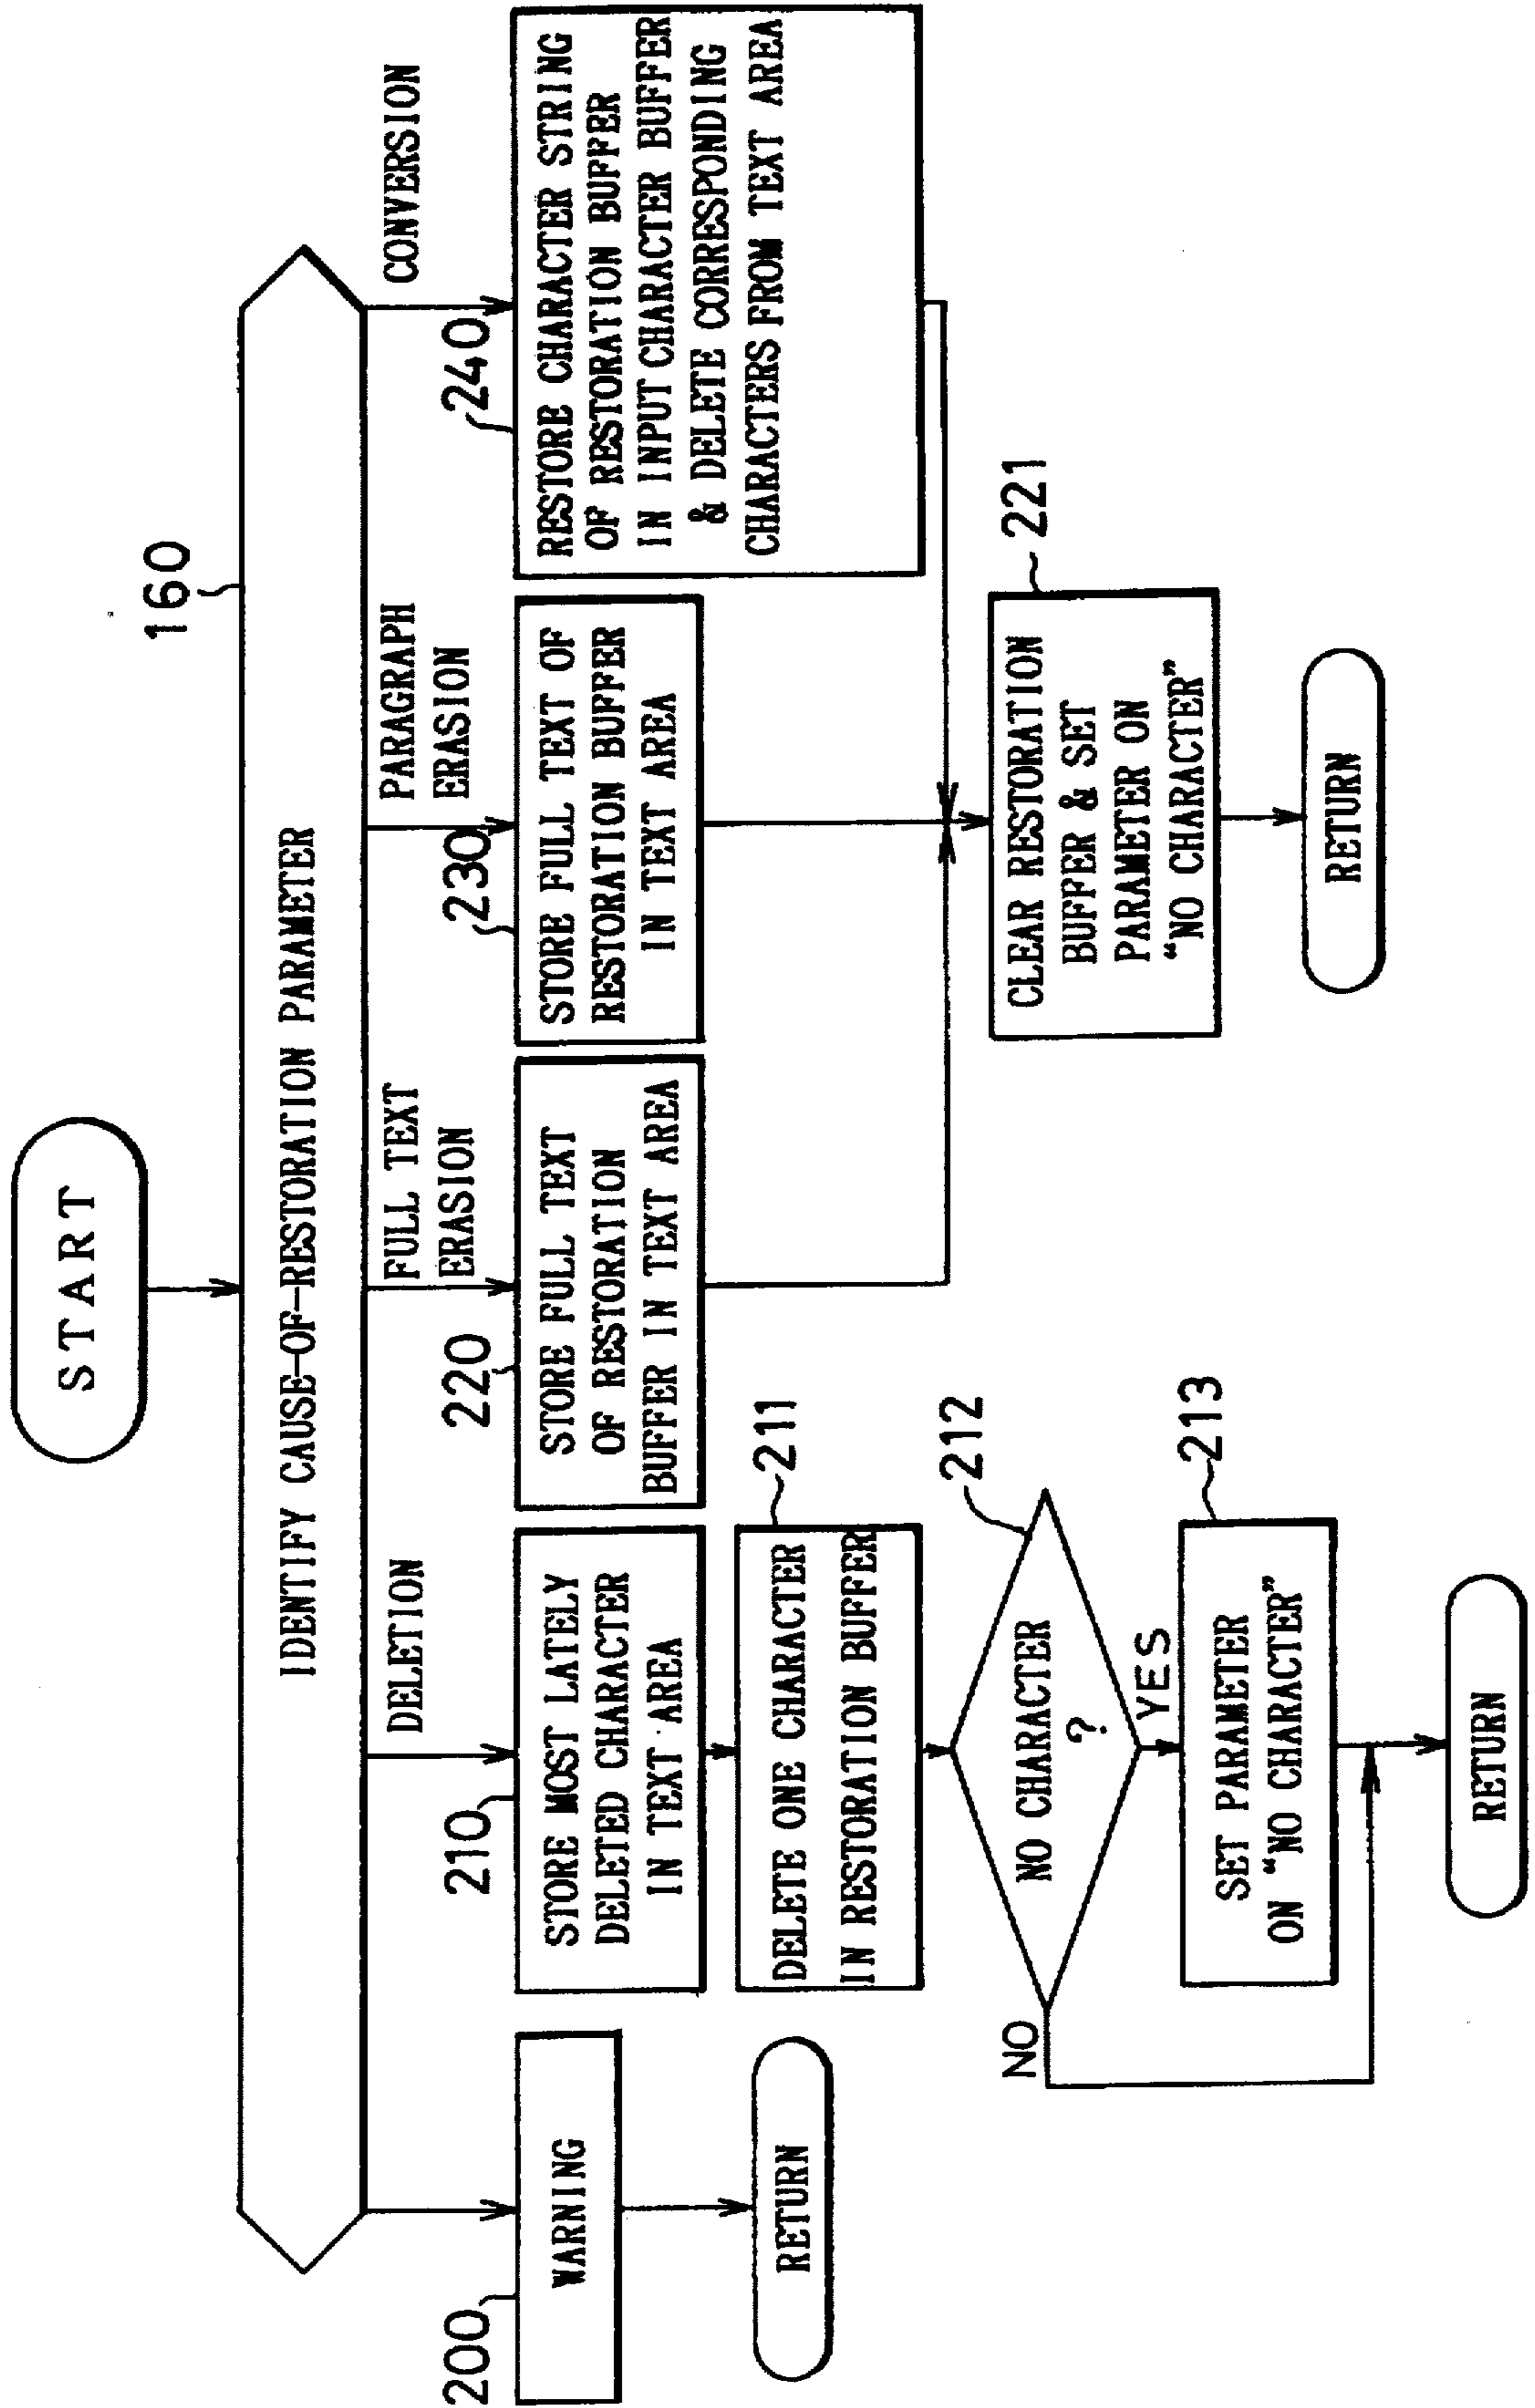 START
160
IDENTIFY CAUSE-OF-RESTORATION PARAMETER
200
WARNING
RETURN
DELETION
210
STORE MOST LATELY
DELETED CHARACTER
IN TEXT AREA
211
DELETE ONE CHARACTER
IN RESTORATION BUFFER
212
NO CHARACTER
?
NO
YES
213
SET PARAMETER
ON “NO CHARACTER”
RETURN
FULL TEXT
ERASION
220
STORE FULL TEXT
OF RESTORATION
BUFFER IN TEXT AREA
PARAGRAPH
ERASION
230
STORE FULL TEXT OF
RESTORATION BUFFER
IN TEXT AREA
CONVERSION
240
RESTORE CHARACTER STRING
OF RESTORATION BUFFER
IN INPUT CHARACTER BUFFER
& DELETE CORRESPONDING
CHARACTERS FROM TEXT AREA
221
CLEAR RESTORATION
BUFFER & SET
PARAMETER ON
“NO CHARACTER”
RETURN